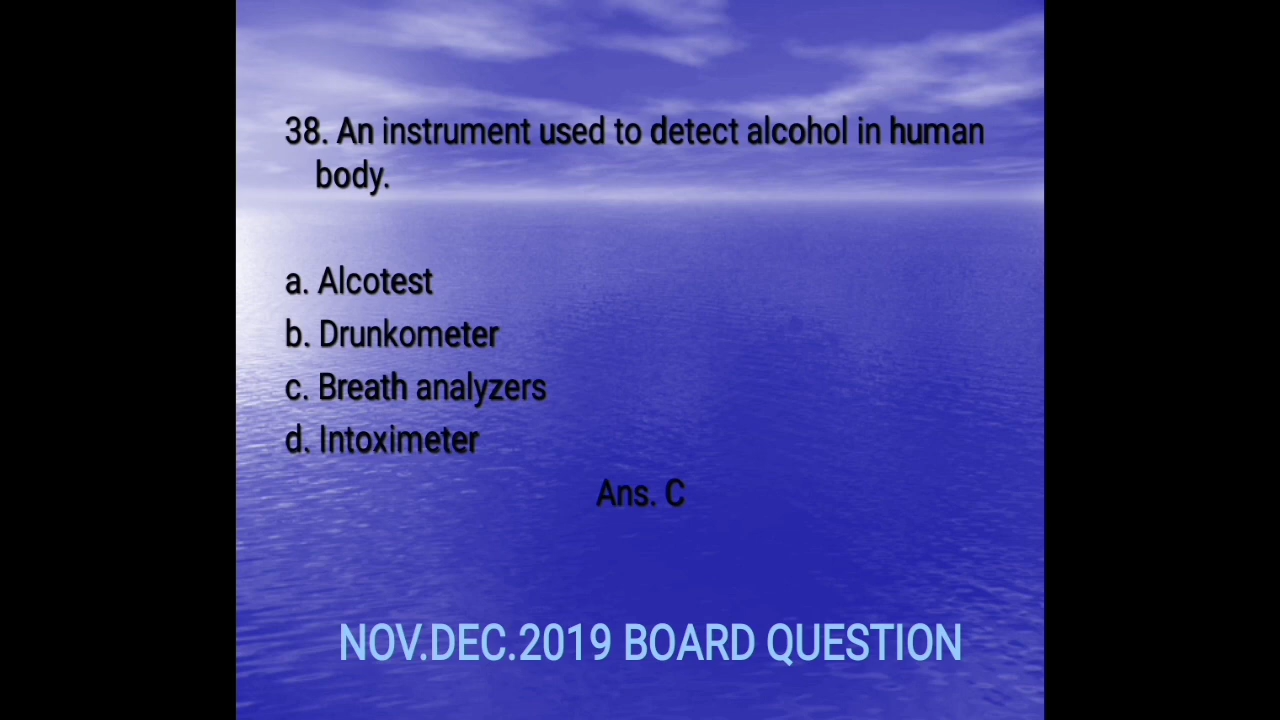 38. An instrument used to detect alcohol in human
body.
a. Alcotest
b. Drunkometer
c. Breath analyzers
d. Intoximeter
Ans. C
NOV.DEC.2019 BOARD QUESTION